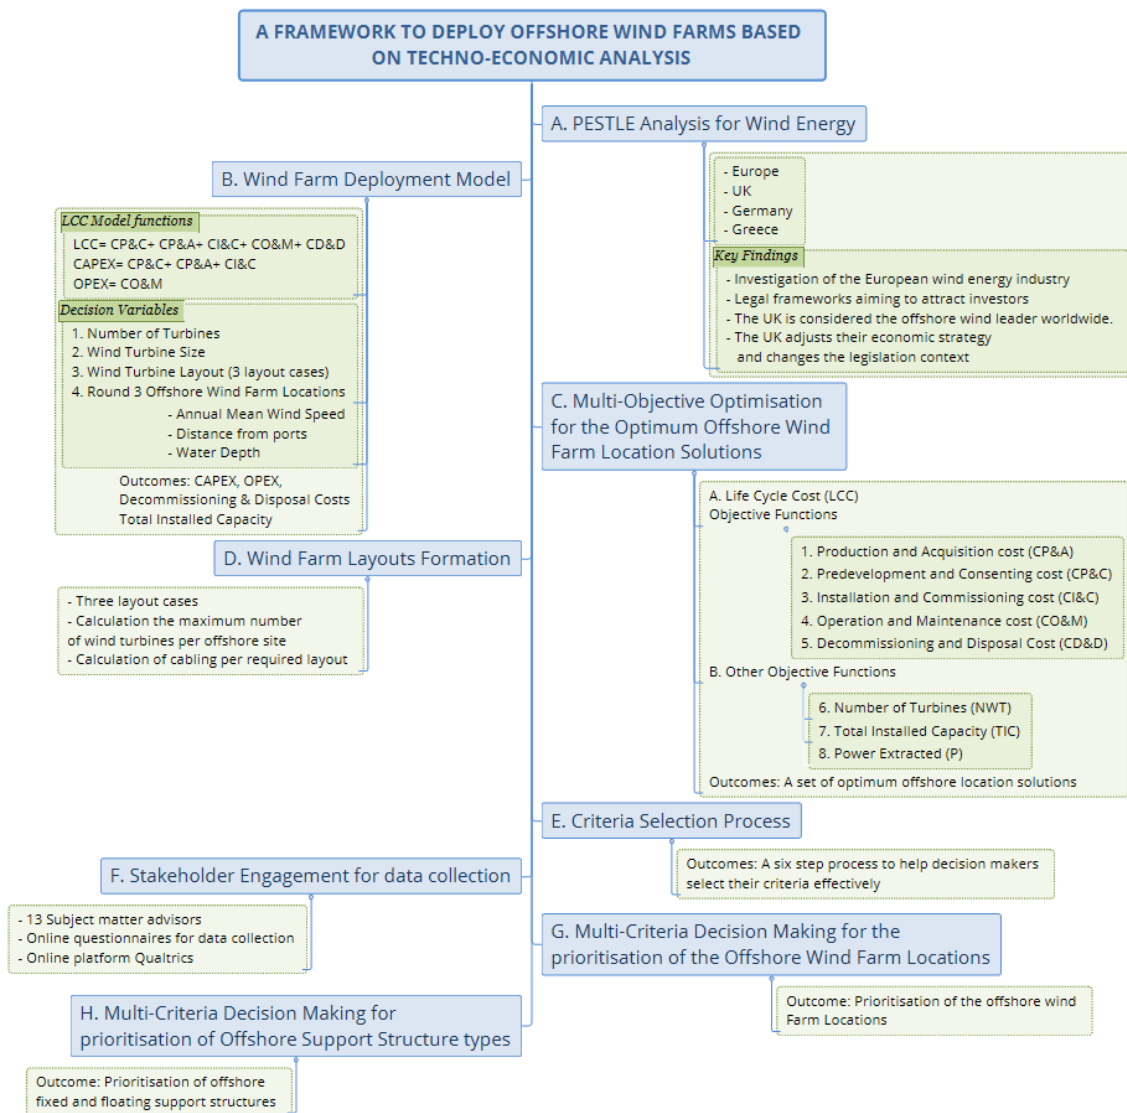 A FRAMEWORK TO DEPLOY OFFSHORE WIND FARMS BASED
ON TECHNO-ECONOMIC ANALYSIS
A. PESTLE Analysis for Wind Energy
- Europe
- UK
- Germany
- Greece
Key Findings
- Investigation of the European wind energy industry
- Legal frameworks aiming to attract investors
- The UK is considered the offshore wind leader worldwide.
- The UK adjusts their economic strategy
and changes the legislation context
B. Wind Farm Deployment Model
LCC Model functions
LCC= CP&C+ CP&A+ CI&C+ CO&M+ CD&D
CAPEX= CP&C+ CP&A+ CI&C
OPEX= CO&M
Decision Variables
1. Number of Turbines
2. Wind Turbine Size
3. Wind Turbine Layout (3 layout cases)
4. Round 3 Offshore Wind Farm Locations
- Annual Mean Wind Speed
- Distance from ports
- Water Depth
Outcomes: CAPEX, OPEX,
Decommissioning & Disposal Costs
Total Installed Capacity
C. Multi-Objective Optimisation
for the Optimum Offshore Wind
Farm Location Solutions
A. Life Cycle Cost (LCC)
Objective Functions
1. Production and Acquisition cost (CP&A)
2. Predevelopment and Consenting cost (CP&C)
3. Installation and Commissioning cost (CI&C)
4. Operation and Maintenance cost (CO&M)
5. Decommissioning and Disposal Cost (CD&D)
B. Other Objective Functions
6. Number of Turbines (NWT)
7. Total Installed Capacity (TIC)
8. Power Extracted (P)
Outcomes: A set of optimum offshore location solutions
D. Wind Farm Layouts Formation
- Three layout cases
- Calculation the maximum number
of wind turbines per offshore site
- Calculation of cabling per required layout
E. Criteria Selection Process
Outcomes: A six step process to help decision makers
select their criteria effectively
F. Stakeholder Engagement for data collection
- 13 Subject matter advisors
- Online questionnaires for data collection
- Online platform Qualtrics
G. Multi-Criteria Decision Making for the
prioritisation of the Offshore Wind Farm Locations
Outcome: Prioritisation of the offshore wind
Farm Locations
H. Multi-Criteria Decision Making for
prioritisation of Offshore Support Structure types
Outcome: Prioritisation of offshore
fixed and floating support structures